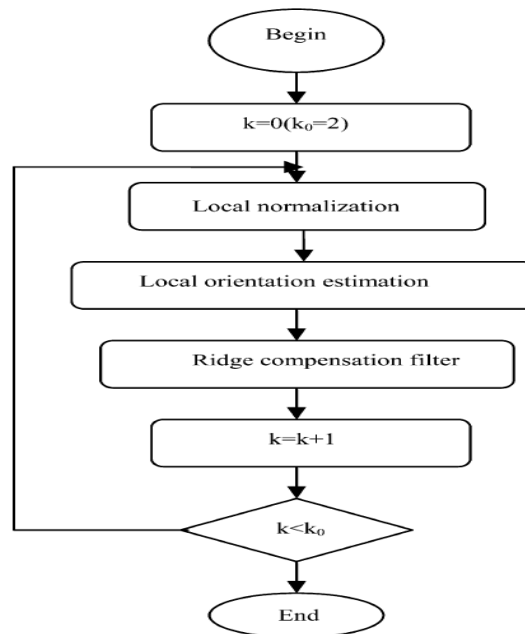 Begin
k=0(k₀=2)
Local normalization
Local orientation estimation
Ridge compensation filter
k=k+1
k<k₀
End